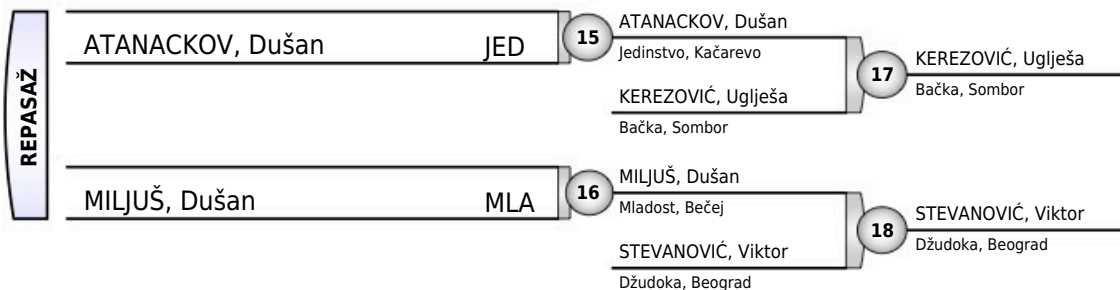 REPASAŽ
ATANACKOV, Dušan JED
15
ATANACKOV, Dušan
Jedinstvo, Kačarevo
KEREZOVIĆ, Uglješa
Bačka, Sombor
17
KEREZOVIĆ, Uglješa
Bačka, Sombor
MILJUŠ, Dušan MLA
16
MILJUŠ, Dušan
Mladost, Bečej
STEVANOVIĆ, Viktor
Džudoka, Beograd
18
STEVANOVIĆ, Viktor
Džudoka, Beograd